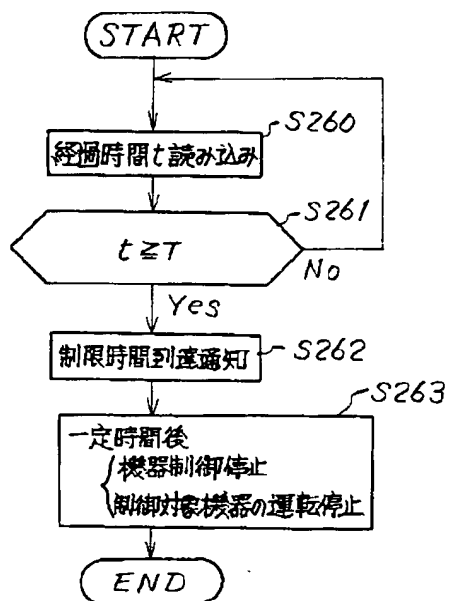 START
S260
経過時間t読み込み
S261
t≧T
No
Yes
制限時間到達通知
S262
S263
一定時間後
機器制御停止
制御対象機器の運転停止
END